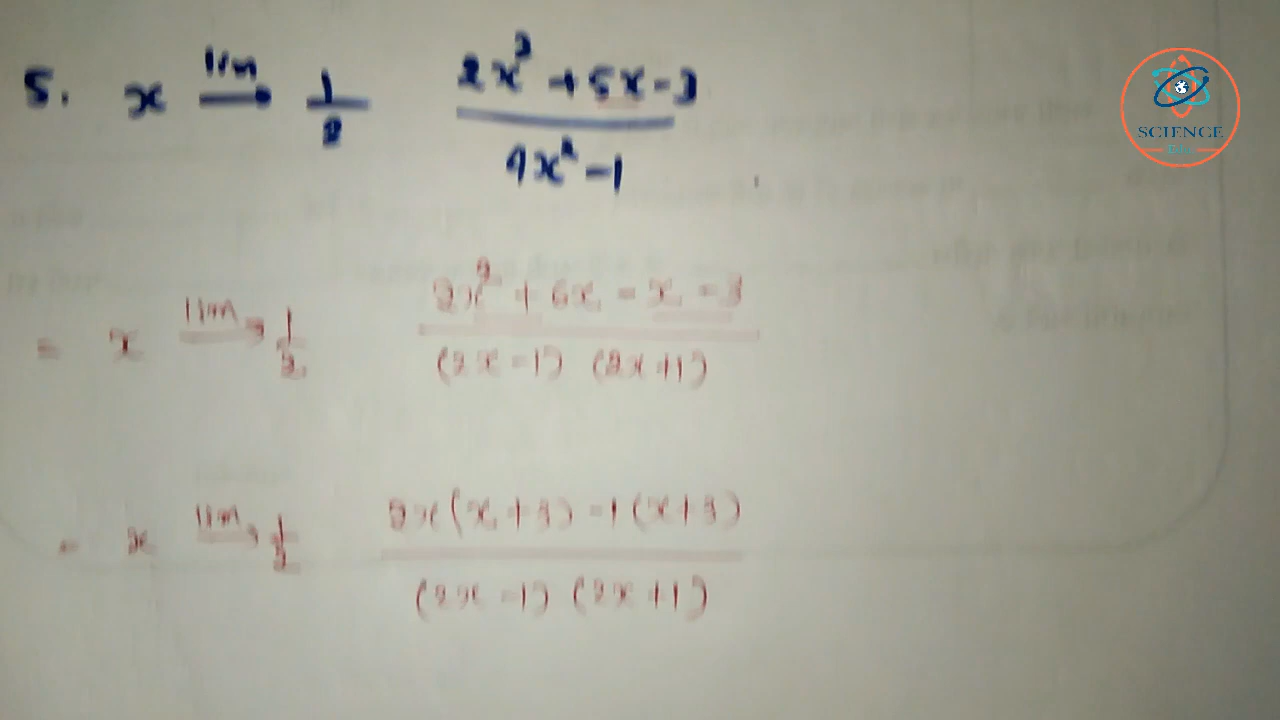 5. x lim→ 1/2 2x² + 5x - 3 / 4x² - 1
SCIENCE
= x lim→ 1/2 2x² + 6x - x - 3 / (2x - 1) (2x + 1)
= x lim→ 1/2 2x(x + 3) - 1(x + 3) / (2x - 1) (2x + 1)